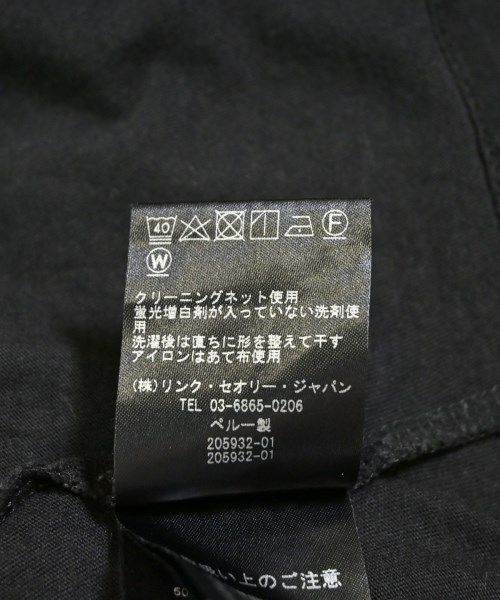 40
F
W
クリーニングネット使用
蛍光増白剤が入っていない洗剤使
用
洗濯後は直ちに形を整えて干す
アイロンはあて布使用
(株)リンク・セオリー・ジャパン
TEL 03-6865-0206
ペルー製
205932-01
205932-01
い上のご注意